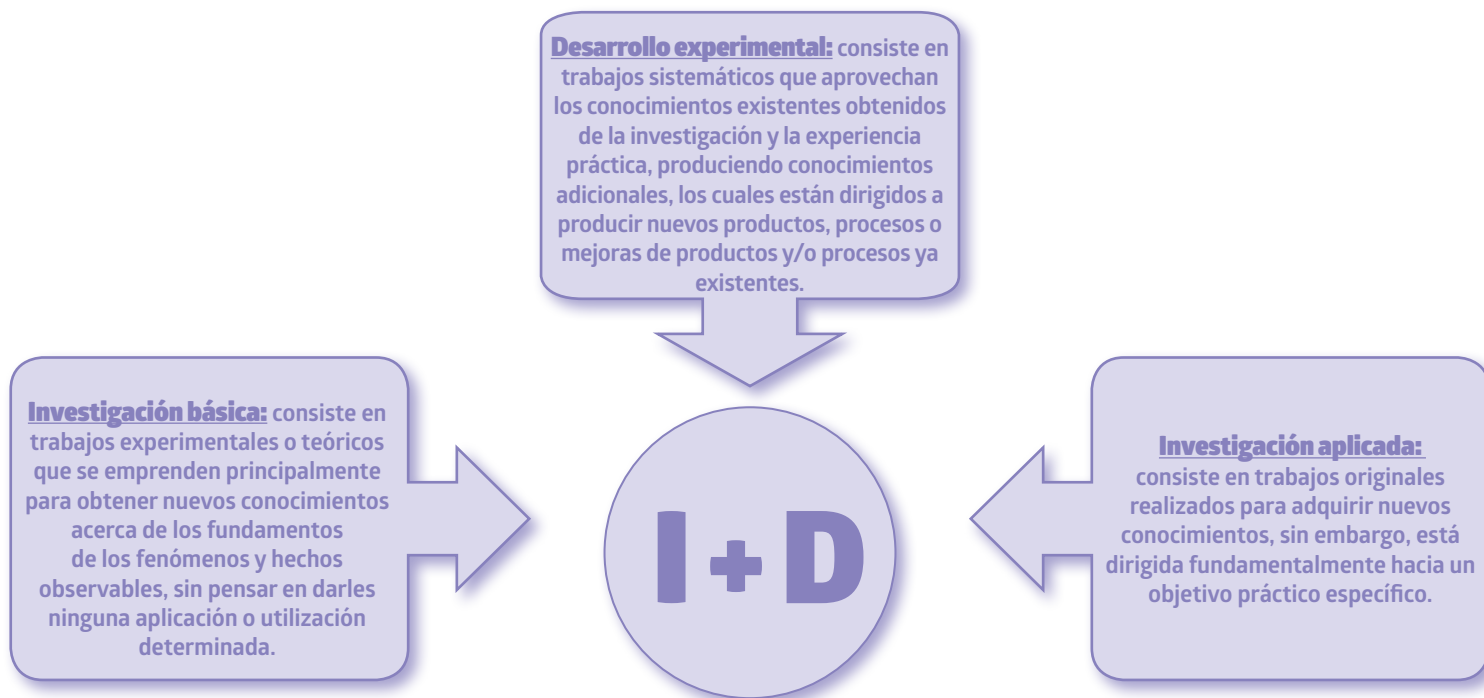 Desarrollo experimental: consiste en
trabajos sistemáticos que aprovechan
los conocimientos existentes obtenidos
de la investigación y la experiencia
práctica, produciendo conocimientos
adicionales, los cuales están dirigidos a
producir nuevos productos, procesos o
mejoras de productos y/o procesos ya
existentes.
Investigación básica: consiste en
trabajos experimentales o teóricos
que se emprenden principalmente
para obtener nuevos conocimientos
acerca de los fundamentos
de los fenómenos y hechos
observables, sin pensar en darles
ninguna aplicación o utilización
determinada.
I + D
Investigación aplicada:
consiste en trabajos originales
realizados para adquirir nuevos
conocimientos, sin embargo, está
dirigida fundamentalmente hacia un
objetivo práctico específico.